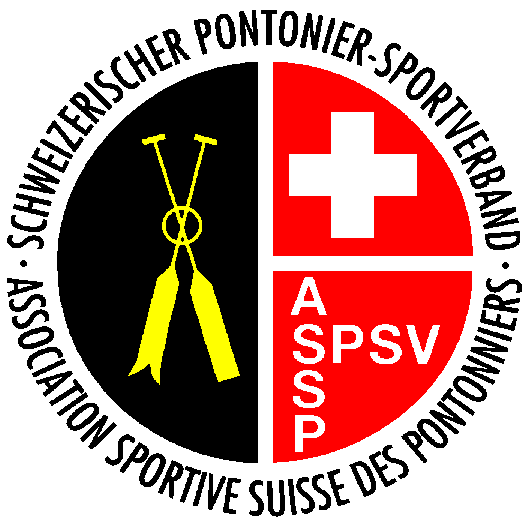 · SCHWEIZERISCHER PONTONIER-SPORTVERBAND ·
ASSOCIATION SPORTIVE SUISSE DES PONTONNIERS
A
SPSV
S
P